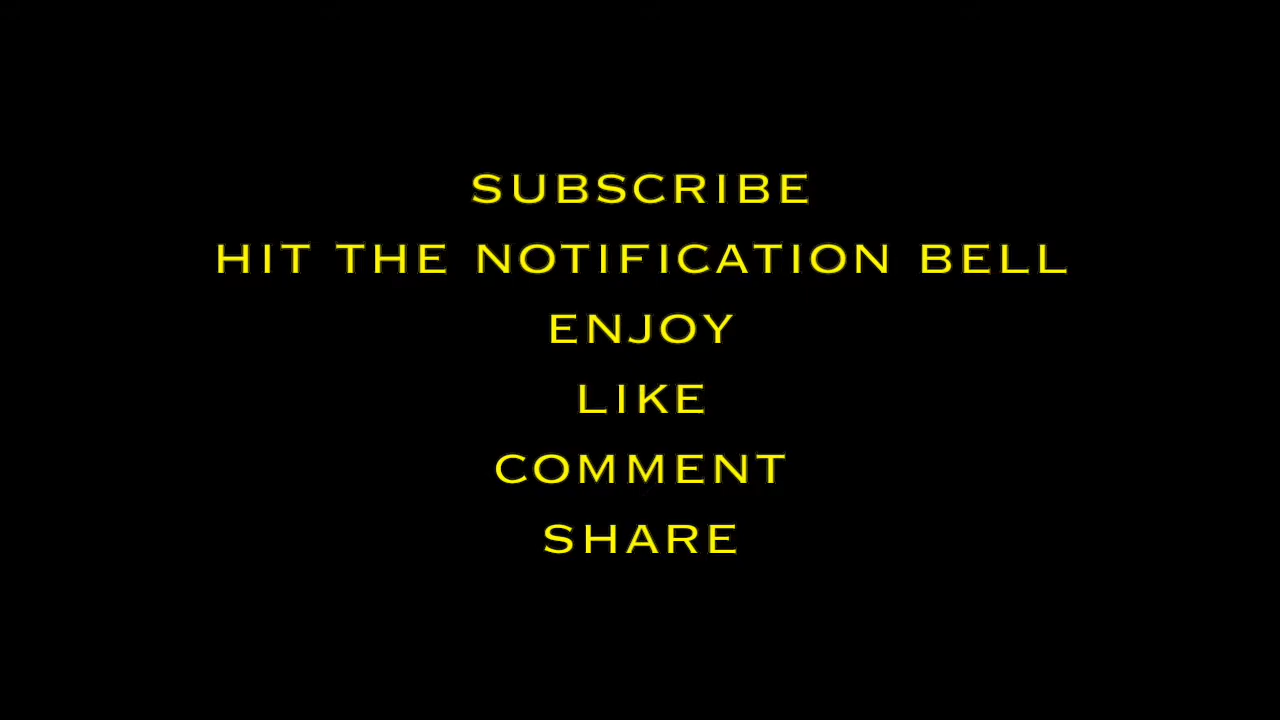 SUBSCRIBE
HIT THE NOTIFICATION BELL
ENJOY
LIKE
COMMENT
SHARE